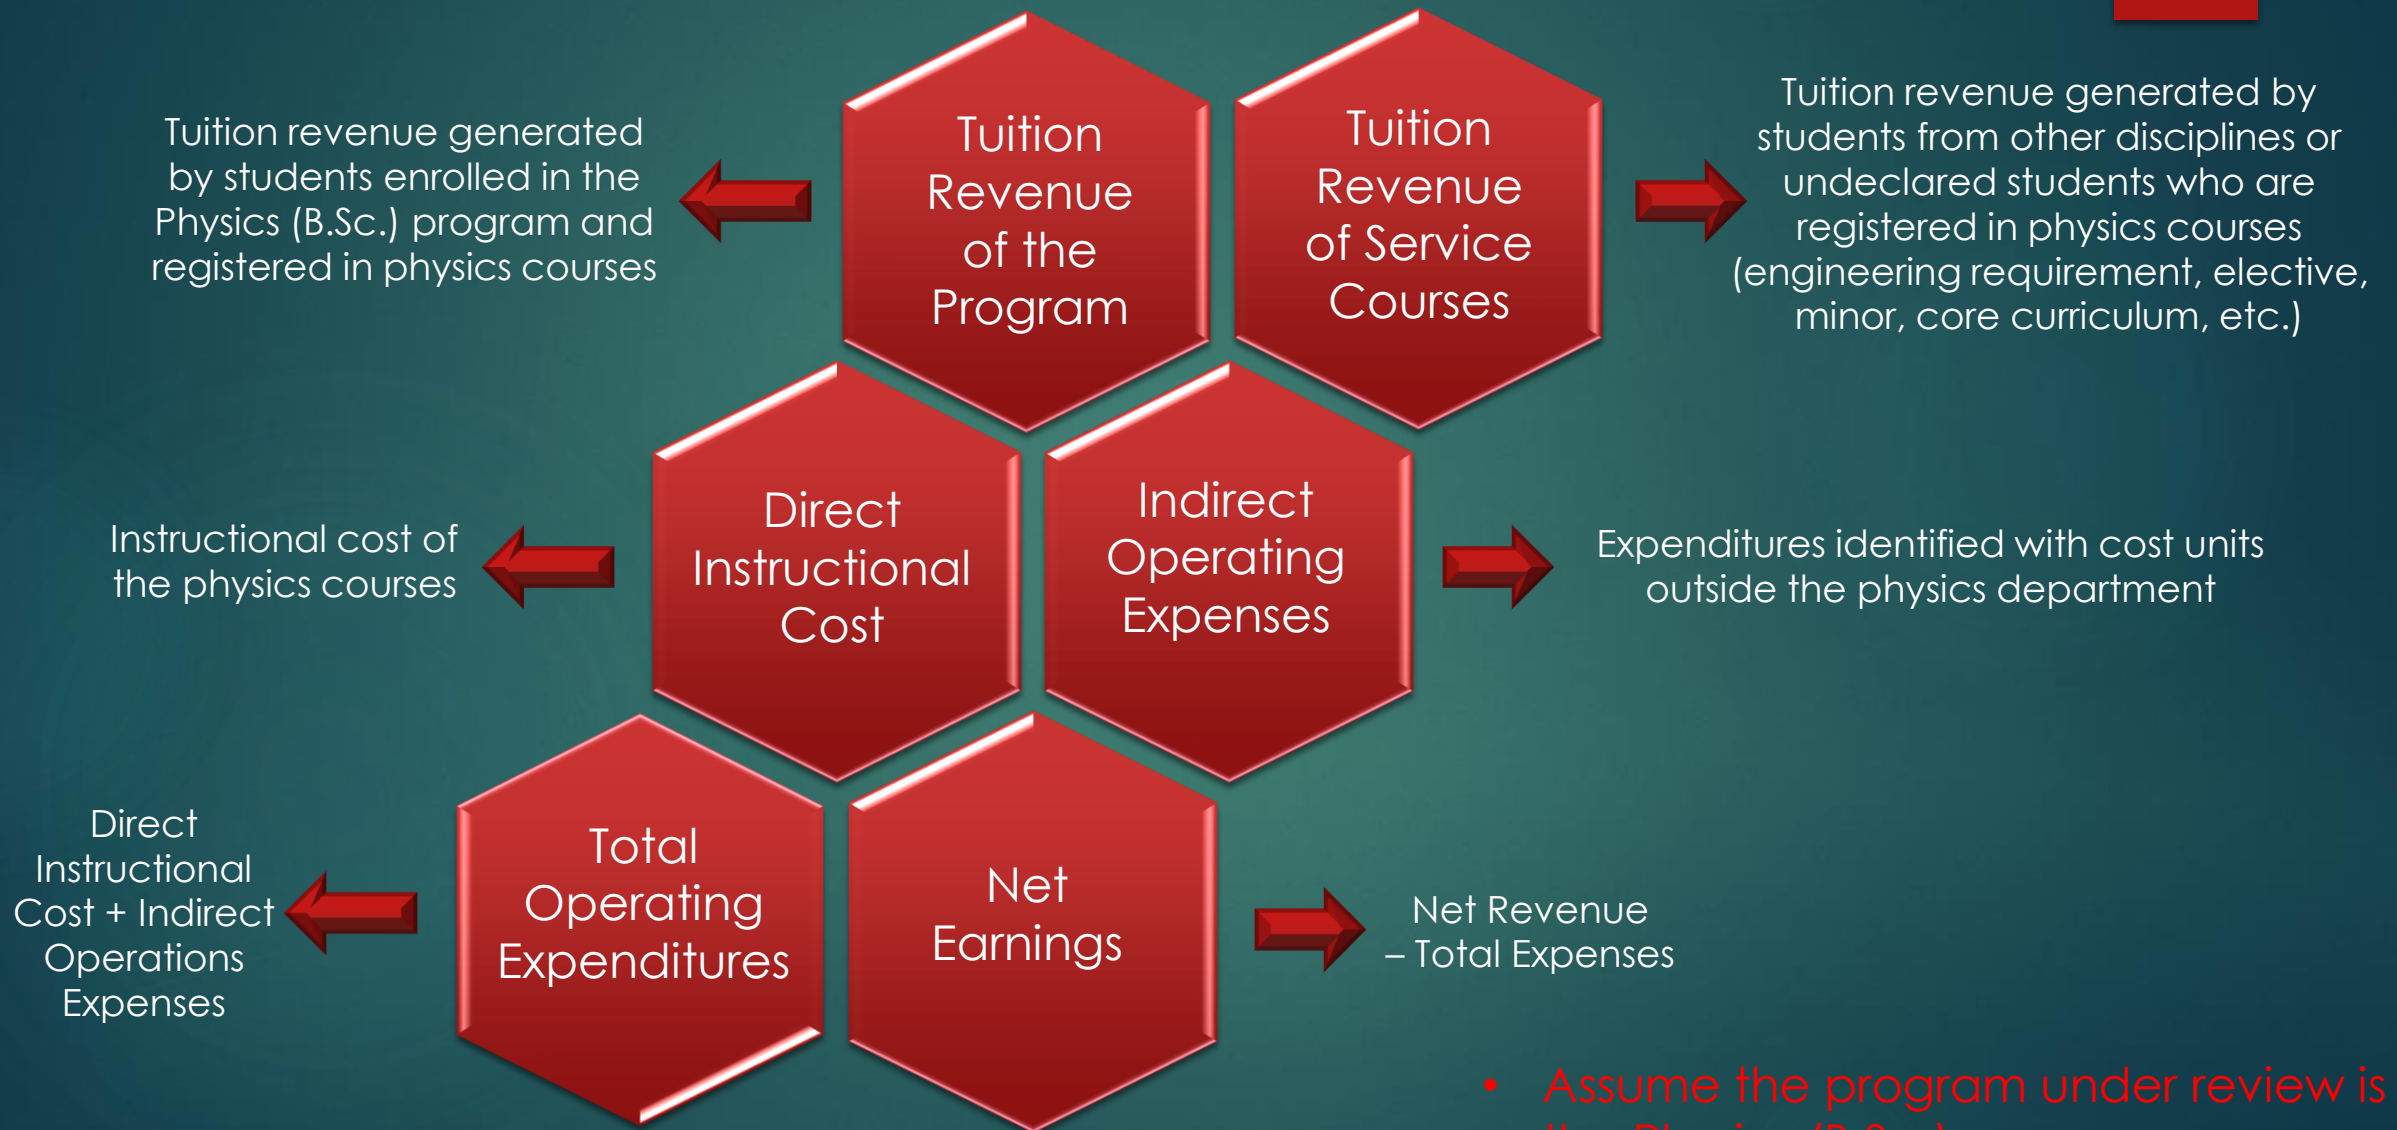 Tuition revenue generated
by students enrolled in the
Physics (B.Sc.) program and
registered in physics courses
Tuition
Revenue
of the
Program
Tuition
Revenue
of Service
Courses
Tuition revenue generated by
students from other disciplines or
undeclared students who are
registered in physics courses
(engineering requirement, elective,
minor, core curriculum, etc.)
Instructional cost of
the physics courses
Direct
Instructional
Cost
Indirect
Operating
Expenses
Expenditures identified with cost units
outside the physics department
Direct
Instructional
Cost + Indirect
Operations
Expenses
Total
Operating
Expenditures
Net
Earnings
Net Revenue
– Total Expenses
• Assume the program under review is
the Physics (B.Sc.)